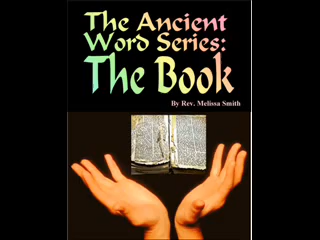 The Ancient
Word Series:
The Book
By Rev. Melissa Smith